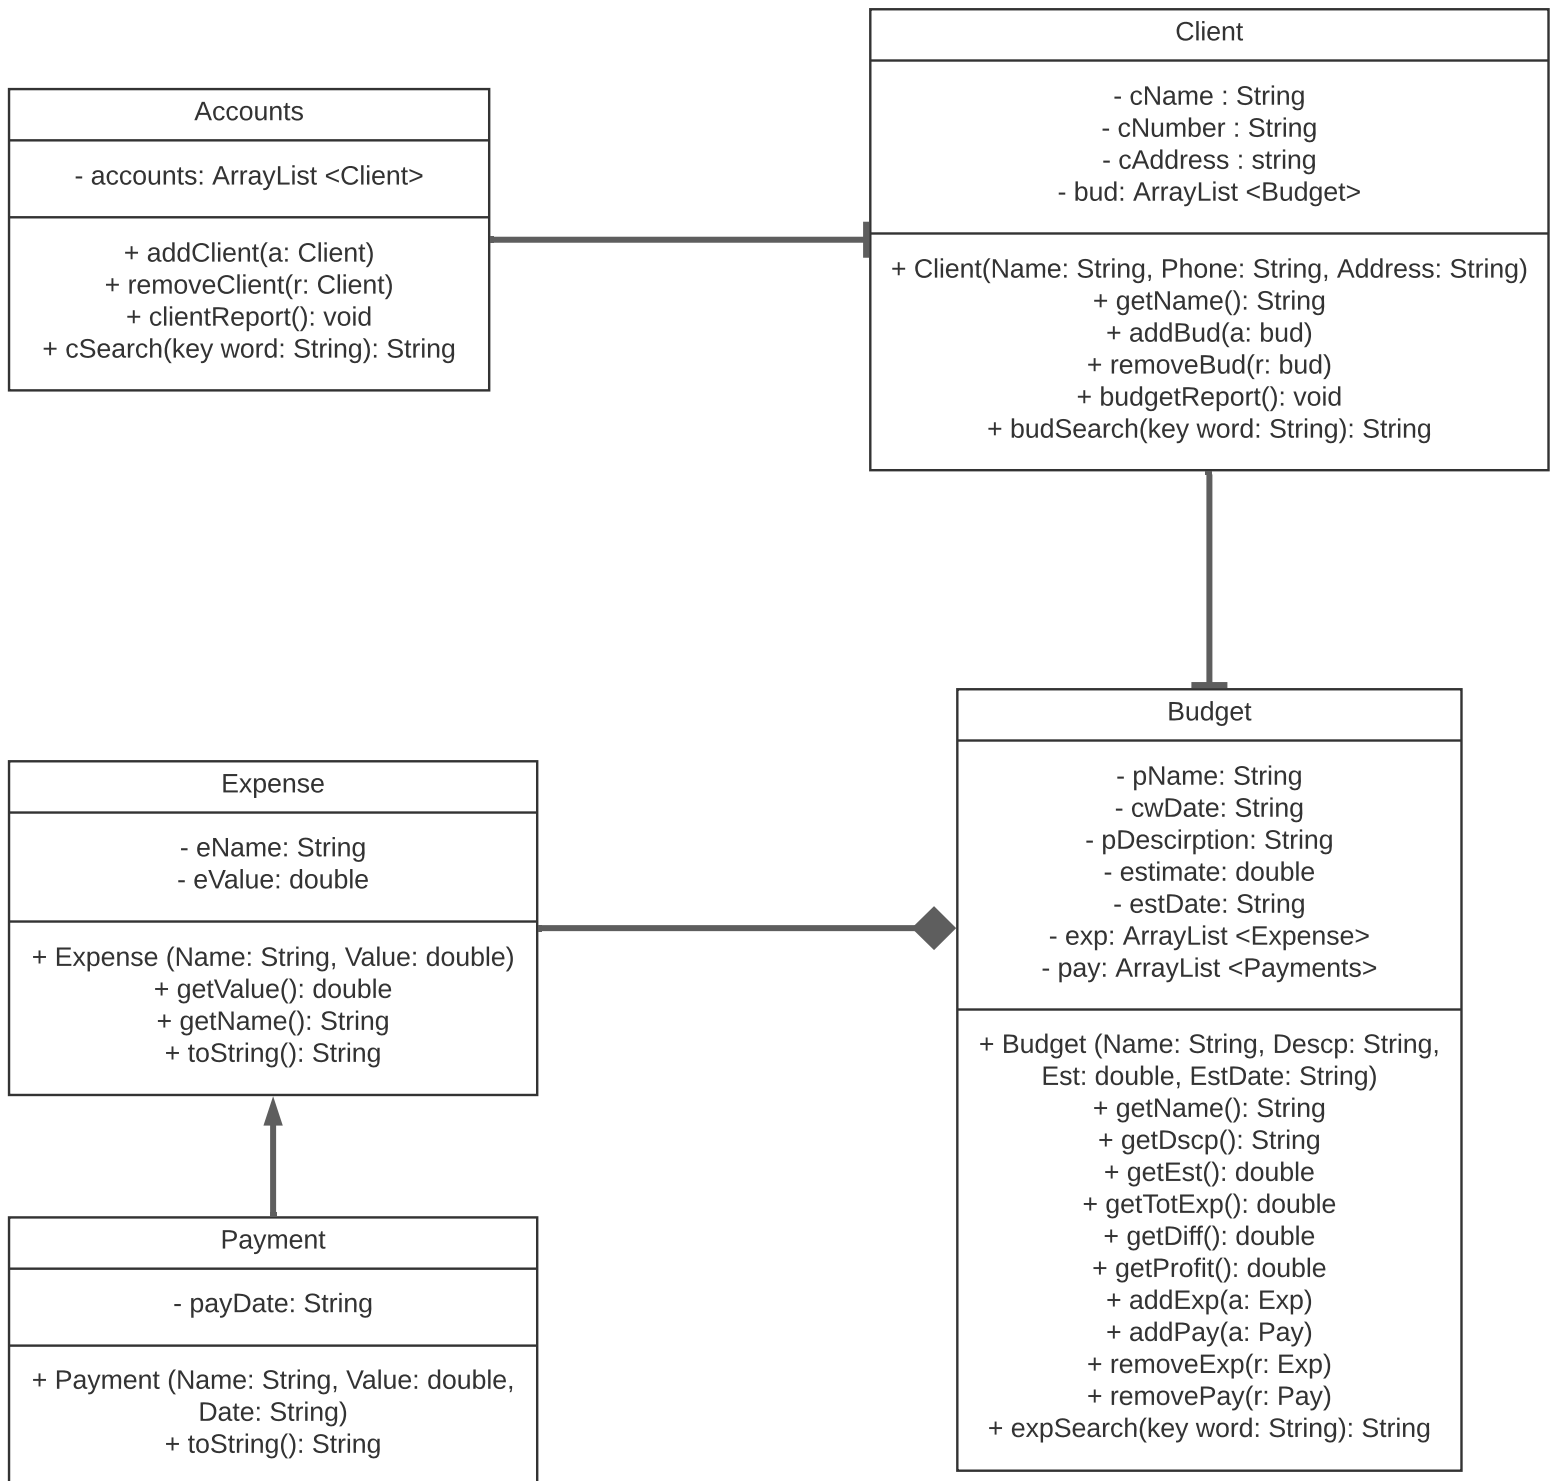 Accounts
- accounts: ArrayList <Client>
+ addClient(a: Client)
+ removeClient(r: Client)
+ clientReport(): void
+ cSearch(key word: String): String
Client
- cName : String
- cNumber : String
- cAddress : string
- bud: ArrayList <Budget>
+ Client(Name: String, Phone: String, Address: String)
+ getName(): String
+ addBud(a: bud)
+ removeBud(r: bud)
+ budgetReport(): void
+ budSearch(key word: String): String
Expense
- eName: String
- eValue: double
+ Expense (Name: String, Value: double)
+ getValue(): double
+ getName(): String
+ toString(): String
Budget
- pName: String
- cwDate: String
- pDescirption: String
- estimate: double
- estDate: String
- exp: ArrayList <Expense>
- pay: ArrayList <Payments>
+ Budget (Name: String, Descp: String,
Est: double, EstDate: String)
+ getName(): String
+ getDscp(): String
+ getEst(): double
+ getTotExp(): double
+ getDiff(): double
+ getProfit(): double
+ addExp(a: Exp)
+ addPay(a: Pay)
+ removeExp(r: Exp)
+ removePay(r: Pay)
+ expSearch(key word: String): String
Payment
- payDate: String
+ Payment (Name: String, Value: double,
Date: String)
+ toString(): String